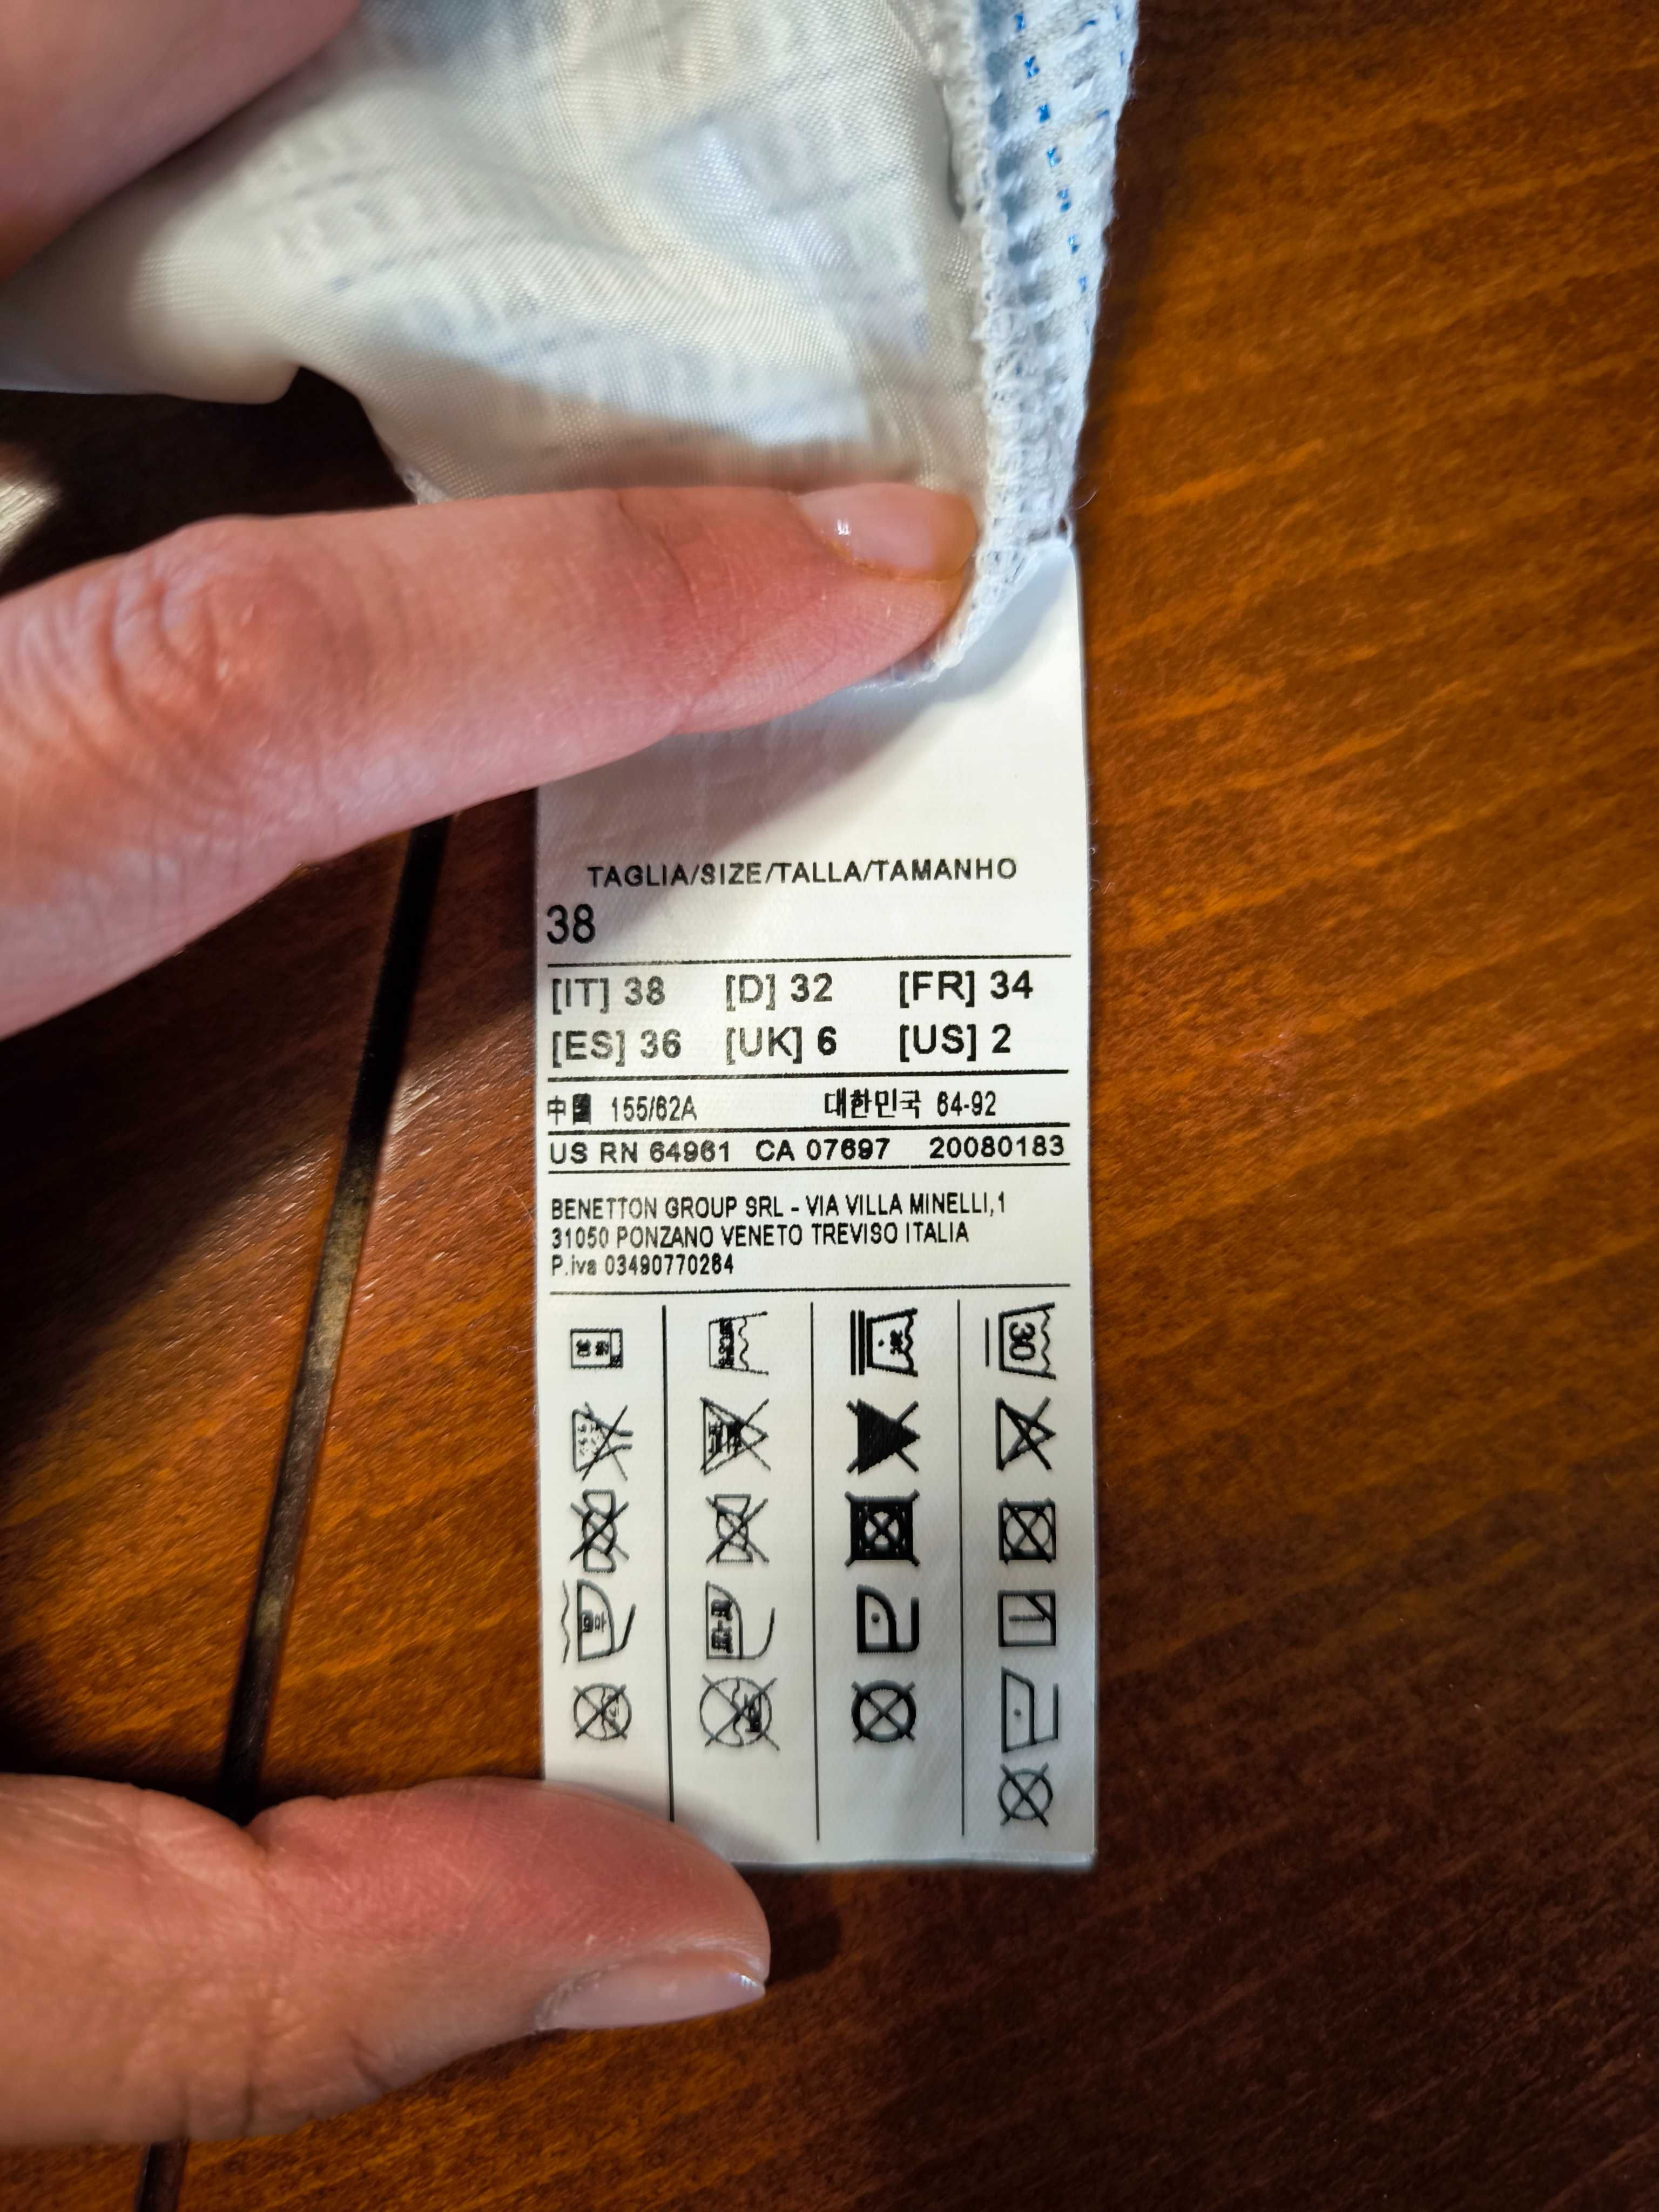 TAGLIA/SIZE/TALLA/TAMANHO
38
[IT] 38 [D] 32 [FR] 34
[ES] 36 [UK] 6 [US] 2
中國 155/62A 대한민국 64-92
US RN 64961 CA 07697 20080183
BENETTON GROUP SRL - VIA VILLA MINELLI,1
31050 PONZANO VENETO TREVISO ITALIA
P.iva 03490770264
30